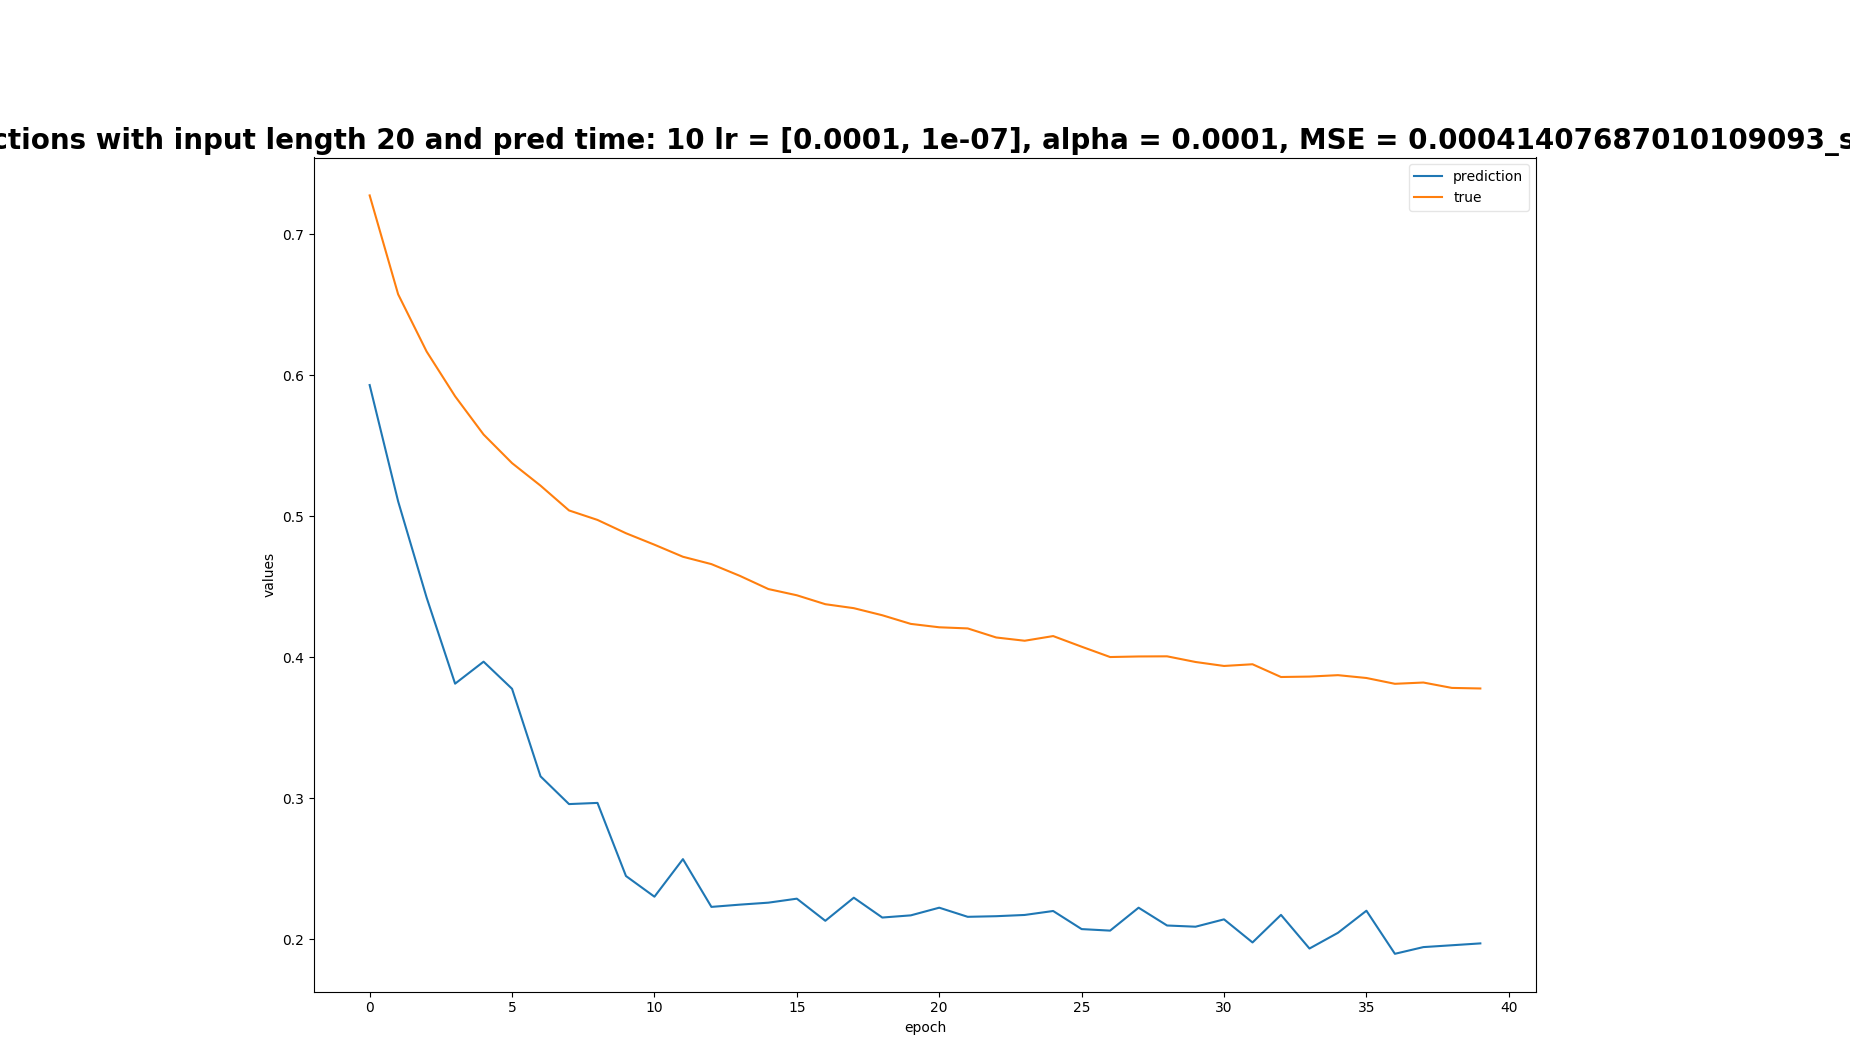 ctions with input length 20 and pred time: 10 lr = [0.0001, 1e-07], alpha = 0.0001, MSE = 0.00041407687010109093_s
prediction
true
0.7
0.6
0.5
0.4
0.3
0.2
values
0 5 10 15 20 25 30 35 40
epoch